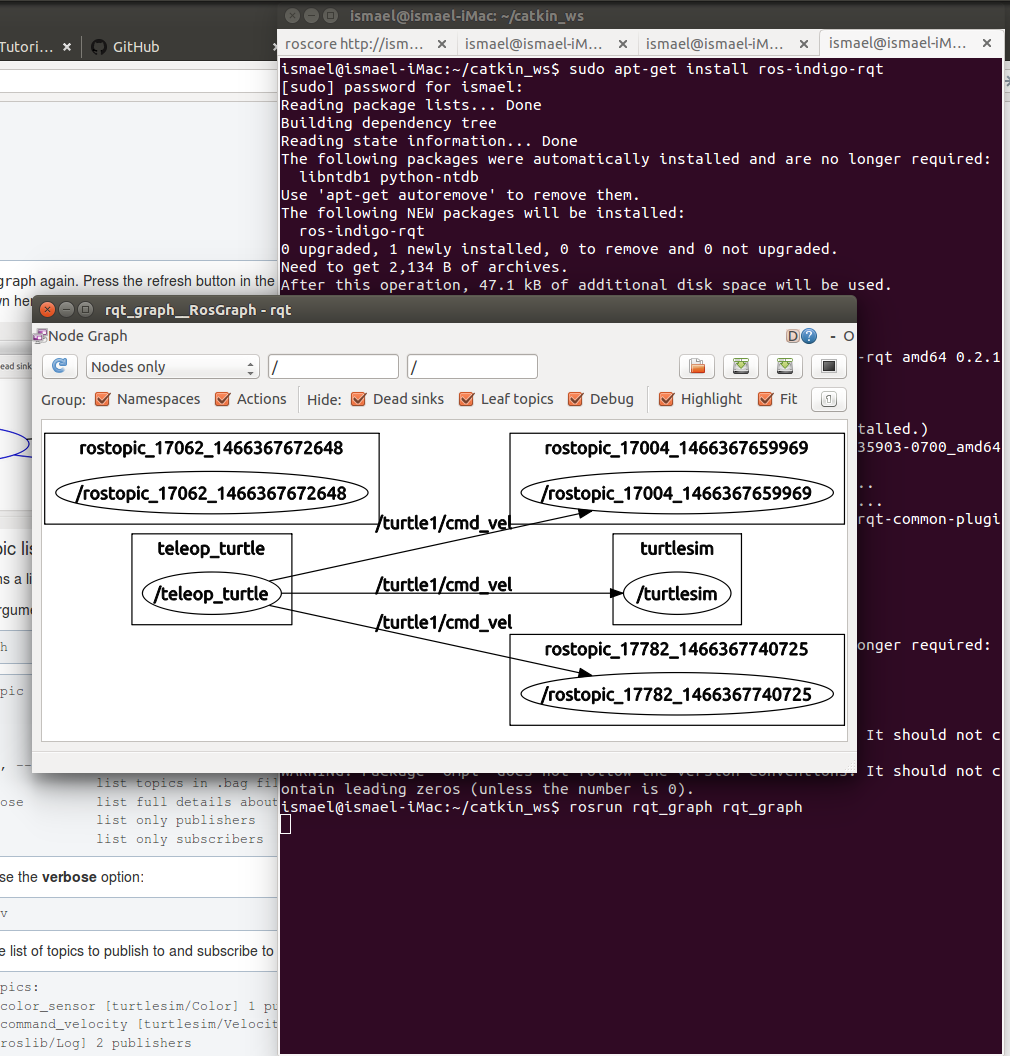 ismael@ismael-iMac: ~/catkin_ws
Tutori...
GitHub
roscore http://ism...
ismael@ismael-iM...
ismael@ismael-iM...
ismael@ismael-iM...
ismael@ismael-iMac:~/catkin_ws$ sudo apt-get install ros-indigo-rqt
[sudo] password for ismael:
Reading package lists... Done
Building dependency tree
Reading state information... Done
The following packages were automatically installed and are no longer required:
libntdb1 python-ntdb
Use 'apt-get autoremove' to remove them.
The following NEW packages will be installed:
ros-indigo-rqt
0 upgraded, 1 newly installed, 0 to remove and 0 not upgraded.
Need to get 2,134 B of archives.
After this operation, 47.1 kB of additional disk space will be used.
graph again. Press the refresh button in the
wn her
rqt_graph__RosGraph - rqt
Node Graph
D
- O
Nodes only
/
/
Group:
Namespaces
Actions
Hide:
Dead sinks
Leaf topics
Debug
Highlight
Fit
-rqt amd64 0.2.1
ead sink
talled.)
35903-0700_amd64
..
...
rqt-common-plugi
rostopic_17062_1466367672648
/rostopic_17062_1466367672648
rostopic_17004_1466367659969
/rostopic_17004_1466367659969
/turtle1/cmd_vel
teleop_turtle
/teleop_turtle
/turtle1/cmd_vel
turtlesim
/turtlesim
/turtle1/cmd_vel
rostopic_17782_1466367740725
/rostopic_17782_1466367740725
pic lis
ns a li
rgume
h
onger required:
pic
It should not c
, --
list topics in .bag fil
It should not c
ontain leading zeros (unless the number is 0).
ose
list full details about
list only publishers
list only subscribers
ismael@ismael-iMac:~/catkin_ws$ rosrun rqt_graph rqt_graph
se the verbose option:
v
e list of topics to publish to and subscribe to
pics:
color_sensor [turtlesim/Color] 1 pu
command_velocity [turtlesim/Velocit
roslib/Log] 2 publishers